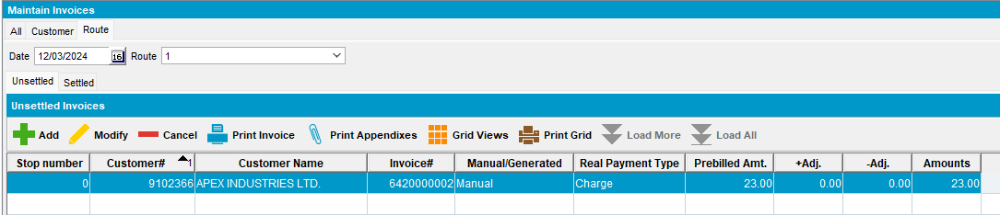 Maintain Invoices
All Customer Route
Date 12/03/2024 16 Route 1
Unsettled Settled
Unsettled Invoices
Add Modify Cancel Print Invoice Print Appendixes Grid Views Print Grid Load More Load All
Stop number Customer# 1 Customer Name Invoice# Manual/Generated Real Payment Type Prebilled Amt. +Adj. -Adj. Amounts
0 9102366 APEX INDUSTRIES LTD. 6420000002 Manual Charge 23.00 0.00 0.00 23.00